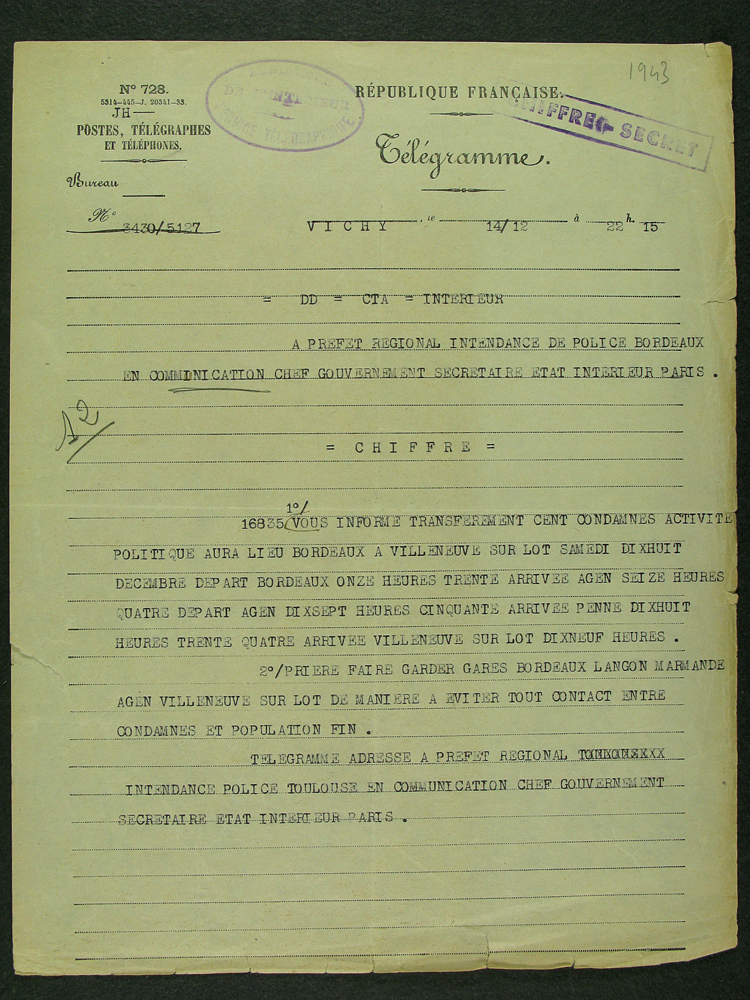 1943
N° 728.
5314-445-J. 20341-38.
JH
POSTES, TÉLÉGRAPHES
ET TÉLÉPHONES.
RÉPUBLIQUE FRANÇAISE.
CHIFFRE SECRET
Télégramme.
Bureau
N° 3430/5127
VICHY, le 14/12 à 22 h. 15
= DD = CTA = INTERIEUR
A PREFET REGIONAL INTENDANCE DE POLICE BORDEAUX
EN COMMUNICATION CHEF GOUVERNEMENT SECRETAIRE ETAT INTERIEUR PARIS .
12
= C H I F F R E =
1°/
16835 (VOUS INFORME TRANSFEREMENT CENT CONDAMNES ACTIVITE
POLITIQUE AURA LIEU BORDEAUX A VILLENEUVE SUR LOT SAMEDI DIXHUIT
DECEMBRE DEPART BORDEAUX ONZE HEURES TRENTE ARRIVEE AGEN SEIZE HEURES
QUATRE DEPART AGEN DIXSEPT HEURES CINQUANTE ARRIVEE PENNE DIXHUIT
HEURES TRENTE QUATRE ARRIVEE VILLENEUVE SUR LOT DIXNEUF HEURES .
2°/PRIERE FAIRE GARDER GARES BORDEAUX LANGON MARMANDE
AGEN VILLENEUVE SUR LOT DE MANIERE A EVITER TOUT CONTACT ENTRE
CONDAMNES ET POPULATION FIN .
TELEGRAMME ADRESSE A PREFET REGIONAL
INTENDANCE POLICE TOULOUSE EN COMMUNICATION CHEF GOUVERNEMENT
SECRETAIRE ETAT INTERIEUR PARIS .